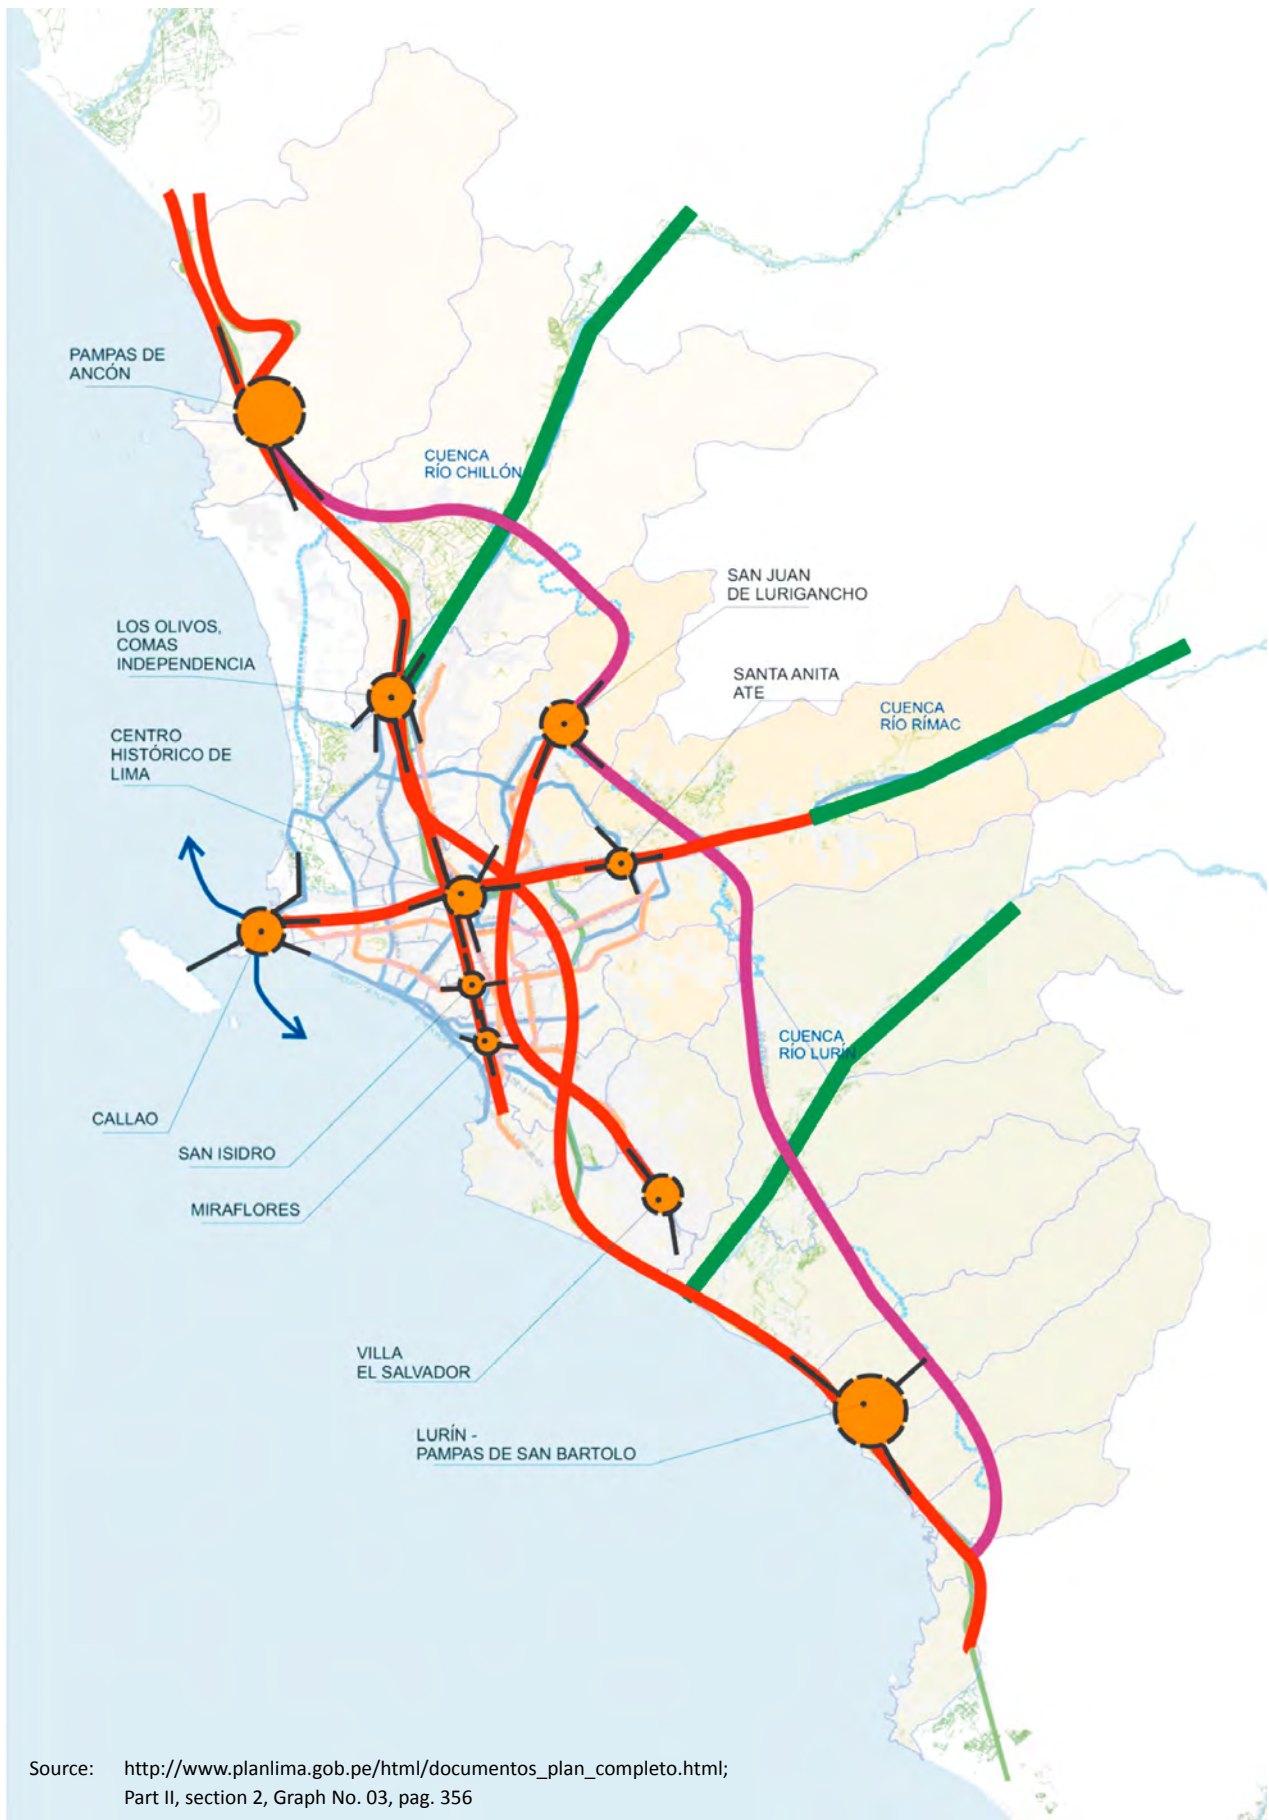 PAMPAS DE
ANCÓN
CUENCA
RÍO CHILLÓN
SAN JUAN
DE LURIGANCHO
LOS OLIVOS,
COMAS
INDEPENDENCIA
SANTA ANITA
ATE
CUENCA
RÍO RÍMAC
CENTRO
HISTÓRICO DE
LIMA
CUENCA
RÍO LURÍN
CALLAO
SAN ISIDRO
MIRAFLORES
VILLA
EL SALVADOR
LURÍN -
PAMPAS DE SAN BARTOLO
Source: http://www.planlima.gob.pe/html/documentos_plan_completo.html;
Part II, section 2, Graph No. 03, pag. 356